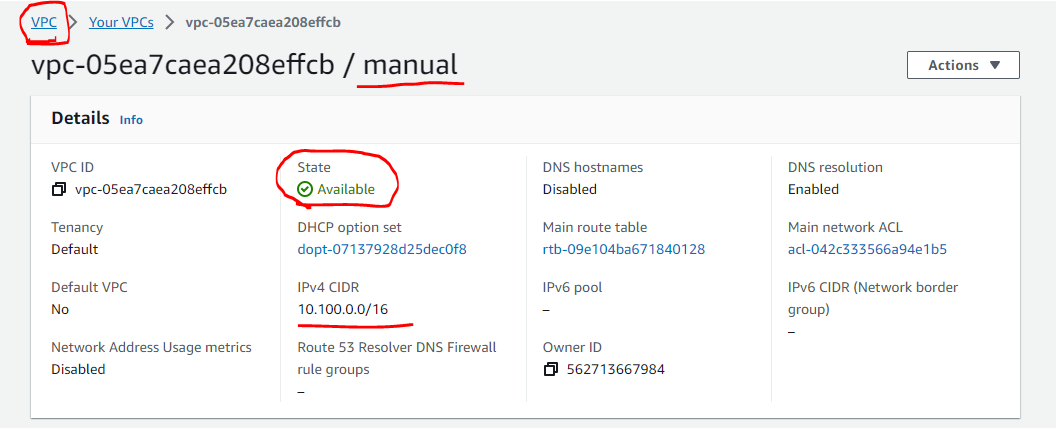 VPC > Your VPCs > vpc-05ea7caea208effcb
vpc-05ea7caea208effcb / manual
Actions ▼
Details Info
VPC ID
vpc-05ea7caea208effcb
State
Available
DNS hostnames
Disabled
DNS resolution
Enabled
Tenancy
Default
DHCP option set
dopt-07137928d25dec0f8
Main route table
rtb-09e104ba671840128
Main network ACL
acl-042c333566a94e1b5
Default VPC
No
IPv4 CIDR
10.100.0.0/16
IPv6 pool
–
IPv6 CIDR (Network border
group)
–
Network Address Usage metrics
Disabled
Route 53 Resolver DNS Firewall
rule groups
–
Owner ID
562713667984